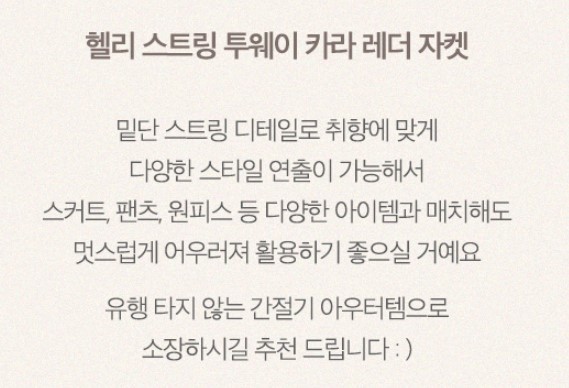 헬리 스트링 투웨이 카라 레더 자켓
밑단 스트링 디테일로 취향에 맞게
다양한 스타일 연출이 가능해서
스커트, 팬츠, 원피스 등 다양한 아이템과 매치해도
멋스럽게 어우러져 활용하기 좋으실 거예요
유행 타지 않는 간절기 아우터템으로
소장하시길 추천 드립니다 : )